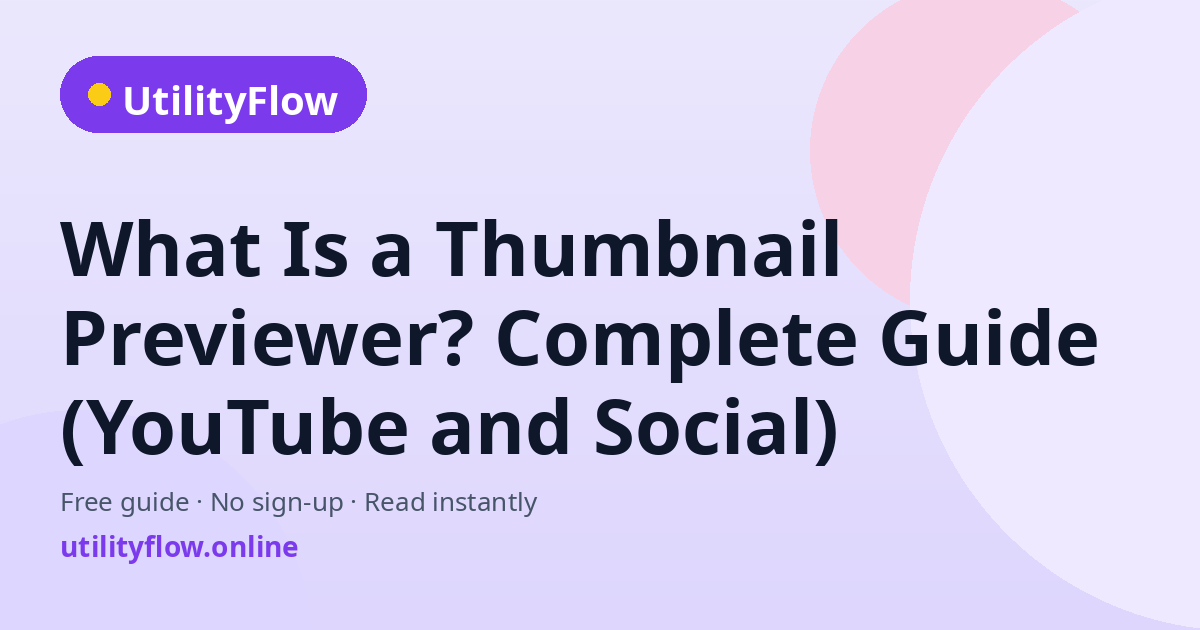 UtilityFlow
What Is a Thumbnail
Previewer? Complete Guide
(YouTube and Social)
Free guide · No sign-up · Read instantly
utilityflow.online